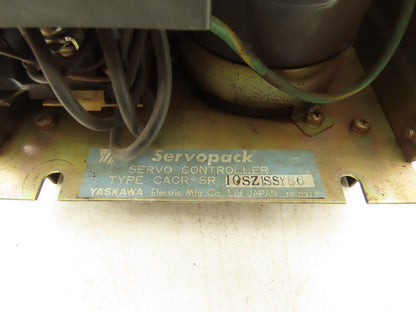 Servopack
SERVO CONTROLLER
TYPE CACR-SR 10SZ1SSY86
YASKAWA Electric Mfg. Co., Ltd. JAPAN